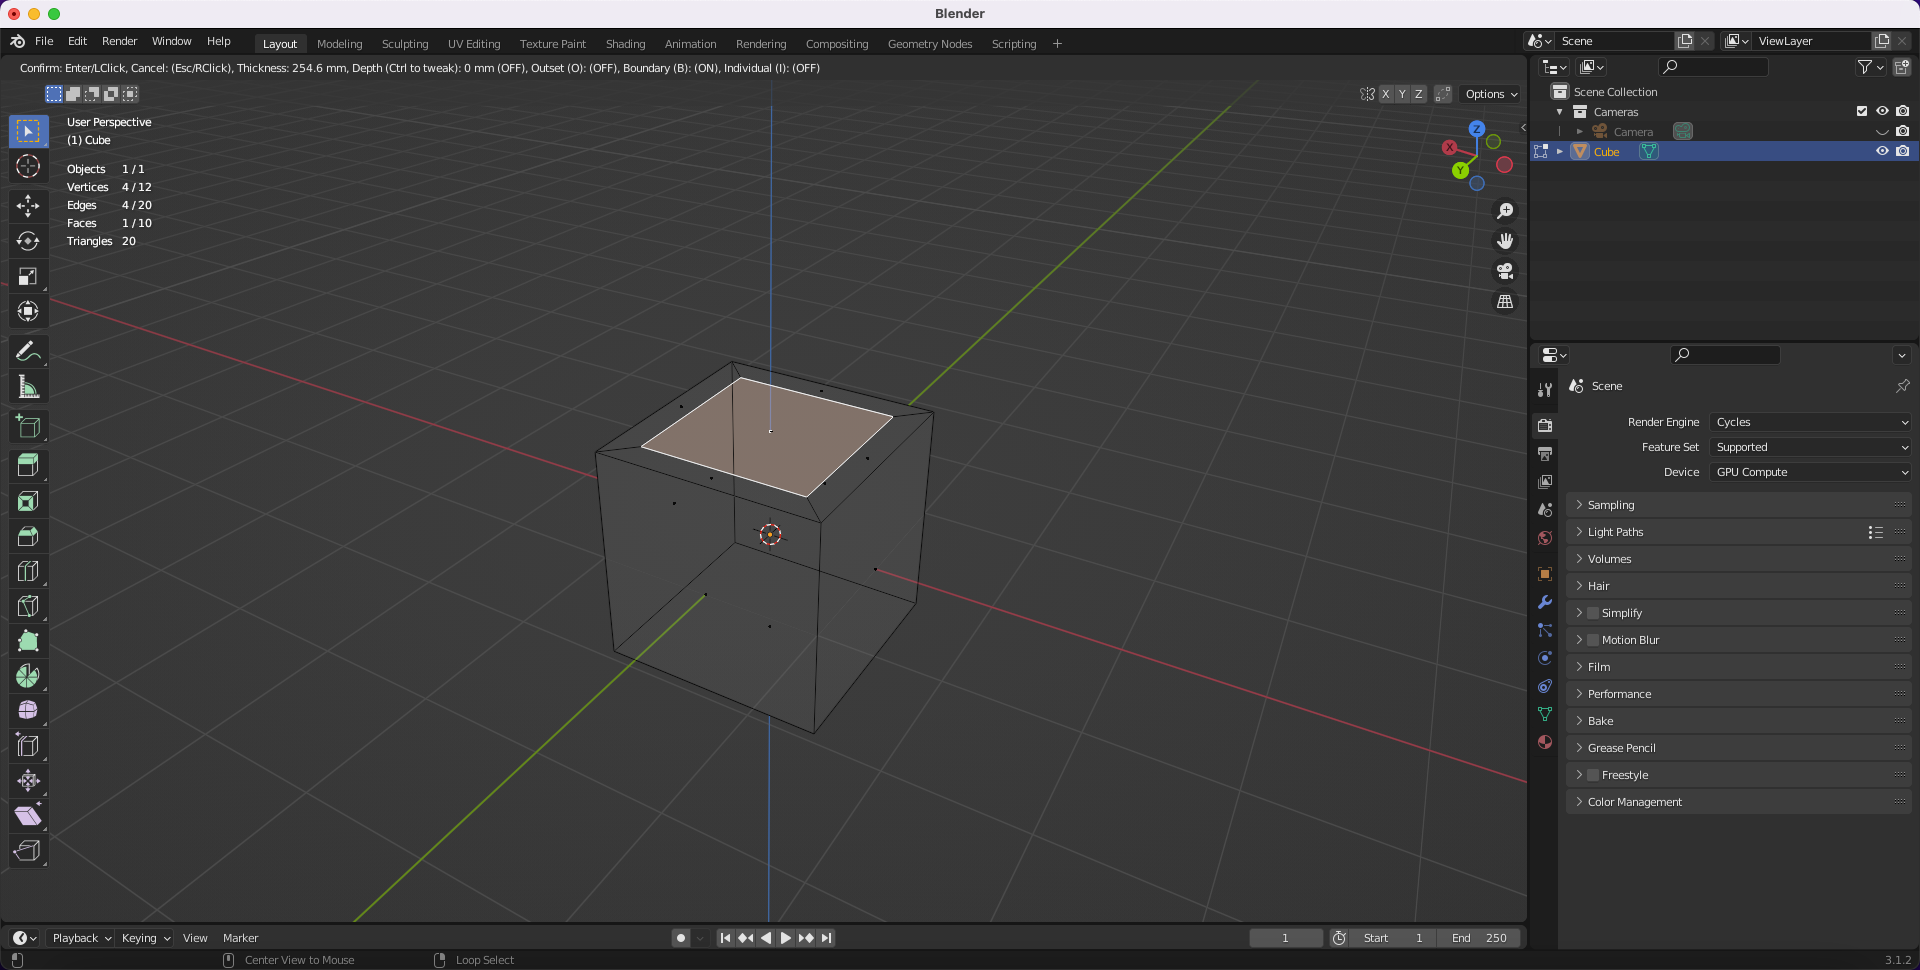 Blender
File Edit Render Window Help Layout Modeling Sculpting UV Editing Texture Paint Shading Animation Rendering Compositing Geometry Nodes Scripting + Scene ViewLayer
Confirm: Enter/LClick, Cancel: (Esc/RClick), Thickness: 254.6 mm, Depth (Ctrl to tweak): 0 mm (OFF), Outset (O): (OFF), Boundary (B): (ON), Individual (I): (OFF)
X Y Z Options
User Perspective
(1) Cube
Objects 1 / 1
Vertices 4 / 12
Edges 4 / 20
Faces 1 / 10
Triangles 20
Z
X
Y
Scene Collection
Cameras
Camera
Cube
Scene
Render Engine Cycles
Feature Set Supported
Device GPU Compute
Sampling
Light Paths
Volumes
Hair
Simplify
Motion Blur
Film
Performance
Bake
Grease Pencil
Freestyle
Color Management
Playback Keying View Marker 1 Start 1 End 250
Center View to Mouse Loop Select 3.1.2